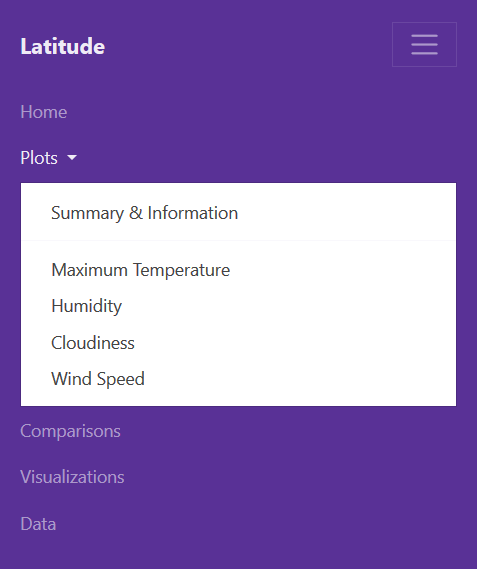 Latitude
Home
Plots
Summary & Information
Maximum Temperature
Humidity
Cloudiness
Wind Speed
Comparisons
Visualizations
Data